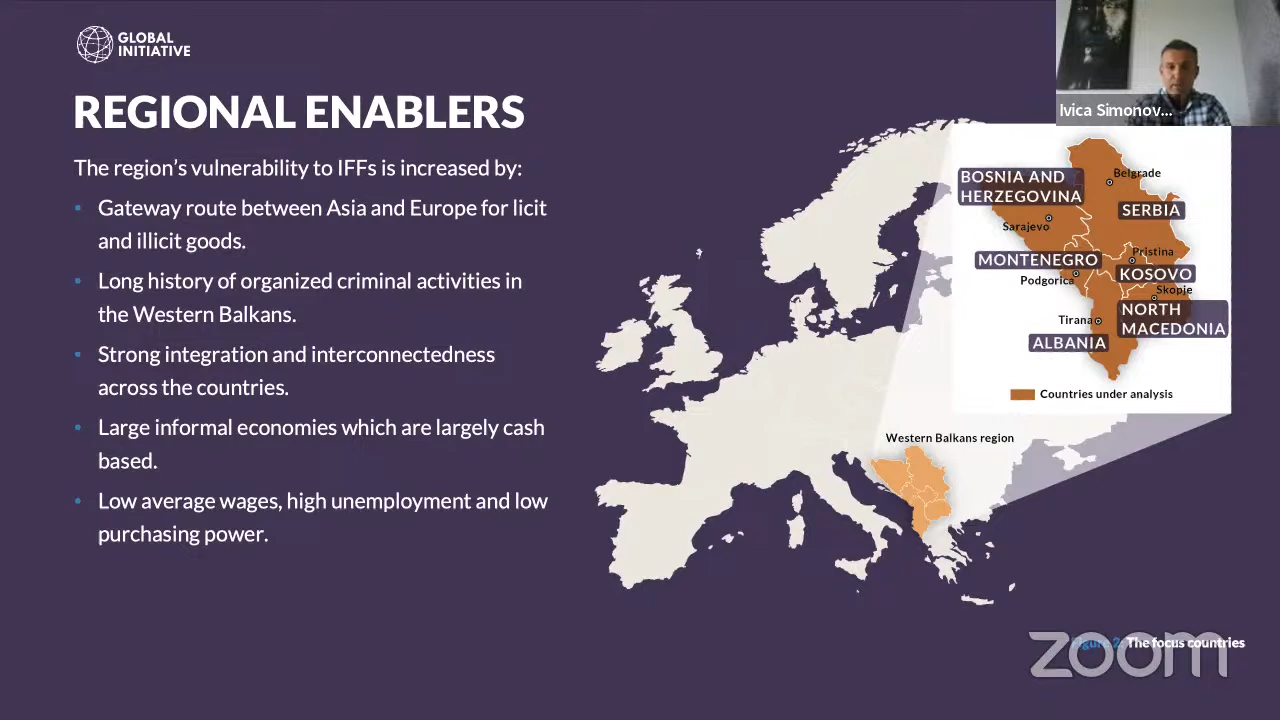 GLOBAL
INITIATIVE
REGIONAL ENABLERS
The region's vulnerability to IFFs is increased by:
• Gateway route between Asia and Europe for licit
and illicit goods.
• Long history of organized criminal activities in
the Western Balkans.
• Strong integration and interconnectedness
across the countries.
• Large informal economies which are largely cash
based.
• Low average wages, high unemployment and low
purchasing power.
Ivica Simonov...
Belgrade
BOSNIA AND
HERZEGOVINA
SERBIA
Sarajevo
Pristina
MONTENEGRO
KOSOVO
Podgorica
Skopje
NORTH
MACEDONIA
Tirana
ALBANIA
Countries under analysis
Western Balkans region
Figure 2: The focus countries
zoom